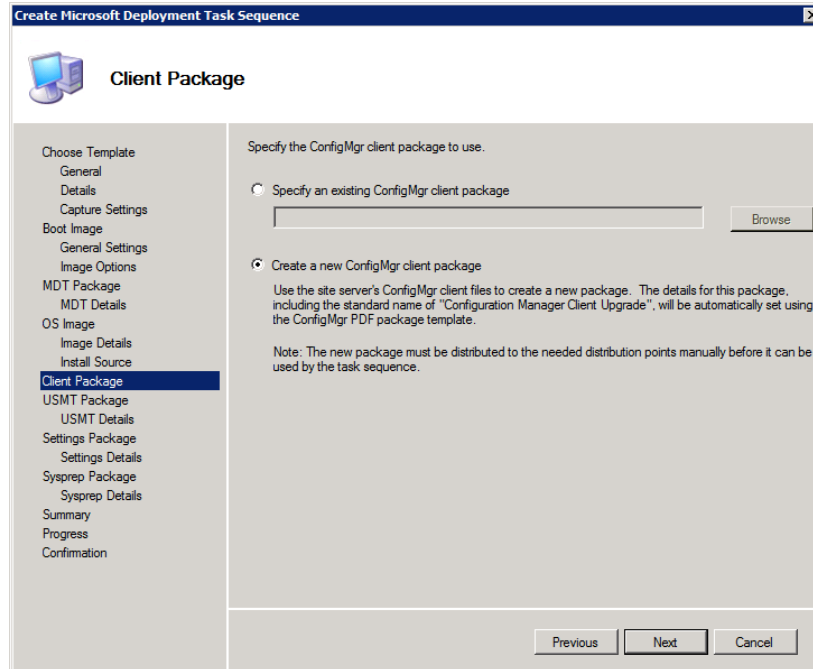 Create Microsoft Deployment Task Sequence
Client Package
Choose Template
General
Details
Capture Settings
Boot Image
General Settings
Image Options
MDT Package
MDT Details
OS Image
Image Details
Install Source
Client Package
USMT Package
USMT Details
Settings Package
Settings Details
Sysprep Package
Sysprep Details
Summary
Progress
Confirmation
Specify the ConfigMgr client package to use.
Specify an existing ConfigMgr client package
Browse
Create a new ConfigMgr client package
Use the site server's ConfigMgr client files to create a new package. The details for this package,
including the standard name of "Configuration Manager Client Upgrade", will be automatically set using
the ConfigMgr PDF package template.
Note: The new package must be distributed to the needed distribution points manually before it can be
used by the task sequence.
Previous
Next
Cancel